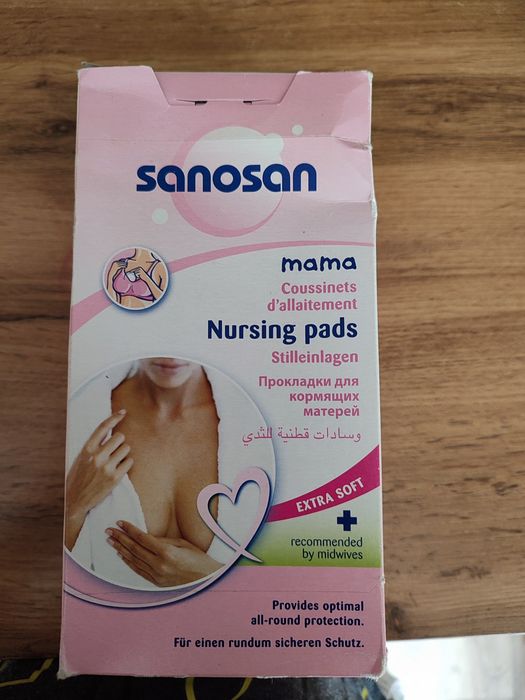 sanosan
mama
Coussinets
d'allaitement
Nursing pads
Stilleinlagen
Прокладки для
кормящих
матерей
وسادات قطنية للثدي
EXTRA SOFT
recommended
by midwives
Provides optimal
all-round protection.
Für einen rundum sicheren Schutz.